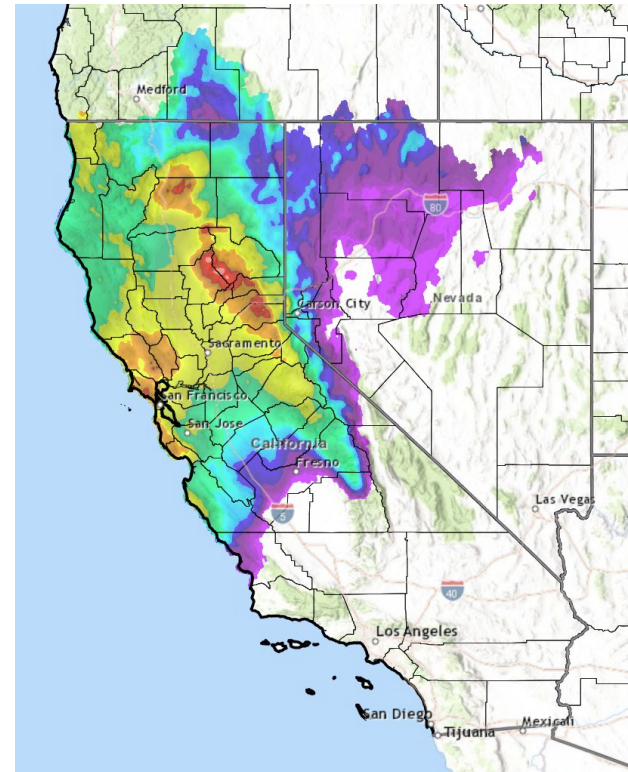 Medford
80
Carson City
Nevada
Sacramento
San Francisco
San Jose
California
Fresno
5
Las Vegas
40
Los Angeles
San Diego
Tijuana
Mexicali